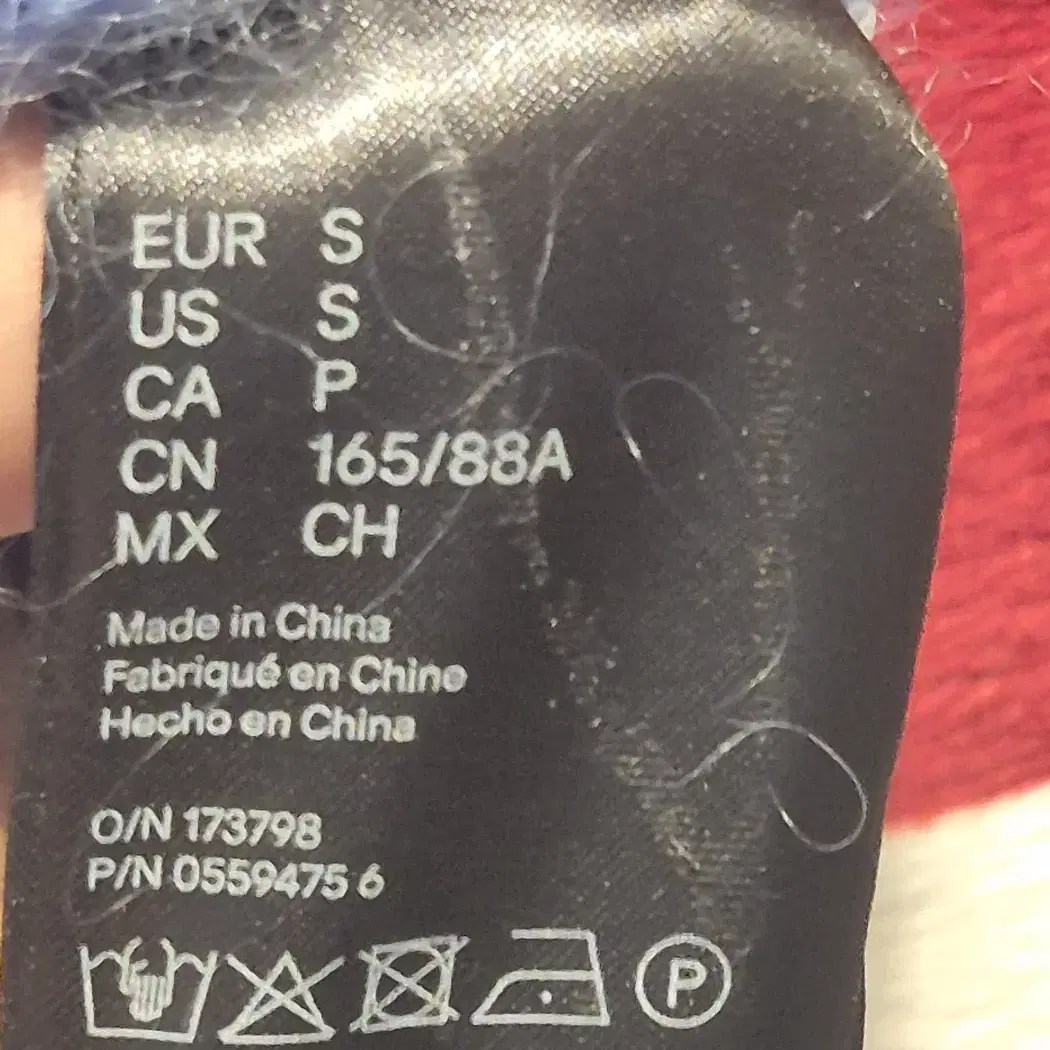 EUR S
US S
CA P
CN 165/88A
MX CH
Made in China
Fabriqué en Chine
Hecho en China
O/N 173798
P/N 0559475 6
P